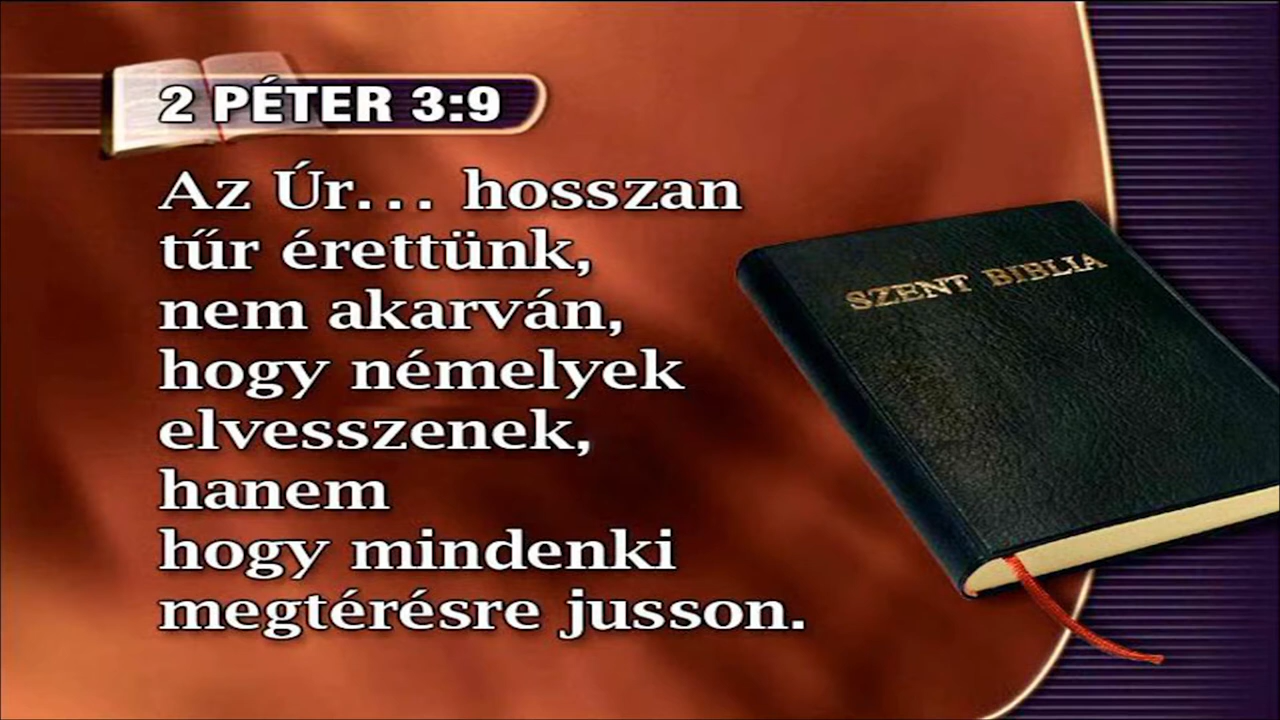 2 PÉTER 3:9
Az Úr... hosszan
tűr érettünk,
nem akarván,
hogy némelyek
elvesszenek,
hanem
hogy mindenki
megtérésre jusson.
SZENT BIBLIA